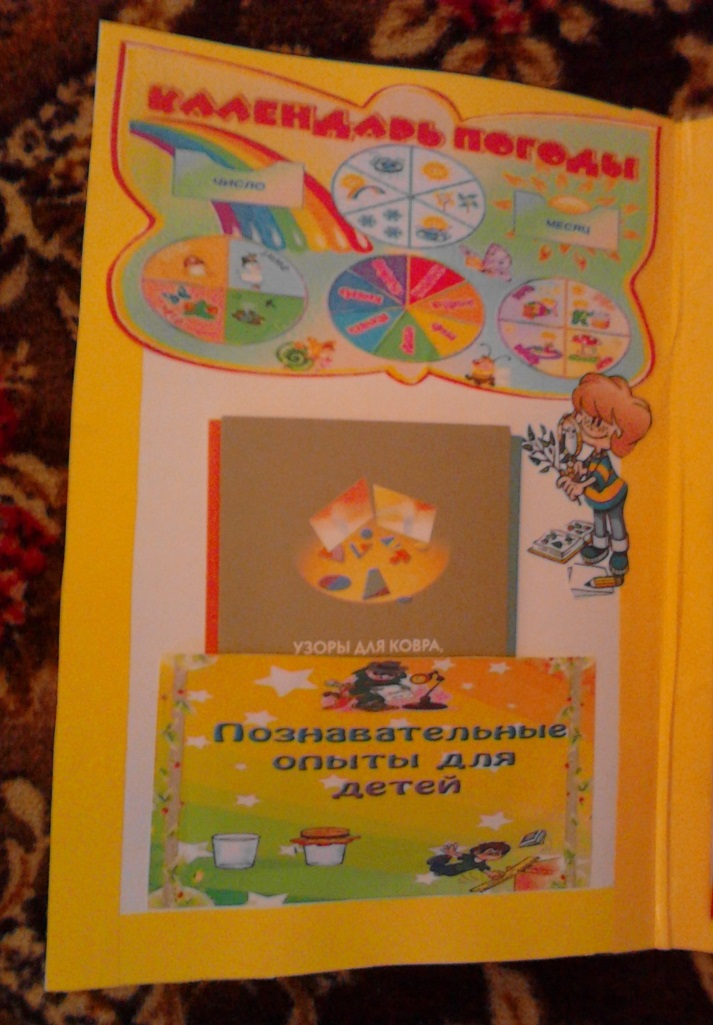 КАЛЕНДАРЬ ПОГОДЫ
ЧИСЛО
МЕСЯЦ
УЗОРЫ ДЛЯ КОВРА,
Познавательные
опыты для
детей